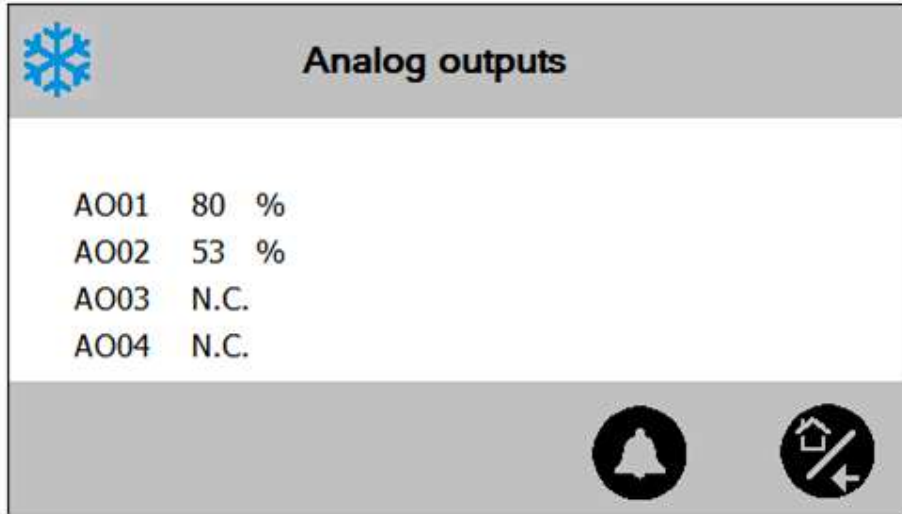 Analog outputs
AO01 80 %
AO02 53 %
AO03 N.C.
AO04 N.C.